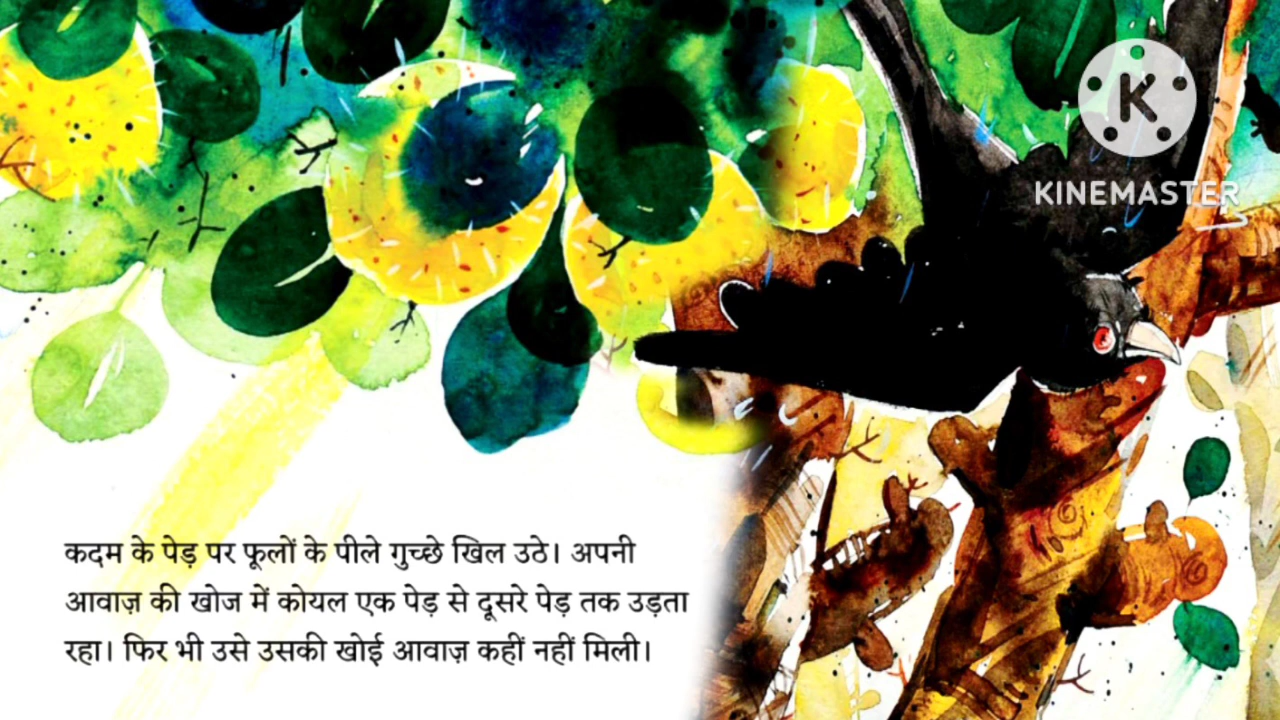 K
KINEMASTER
कदम के पेड़ पर फूलों के पीले गुच्छे खिल उठे। अपनी
आवाज़ की खोज में कोयल एक पेड़ से दूसरे पेड़ तक उड़ता
रहा। फिर भी उसे उसकी खोई आवाज़ कहीं नहीं मिली।